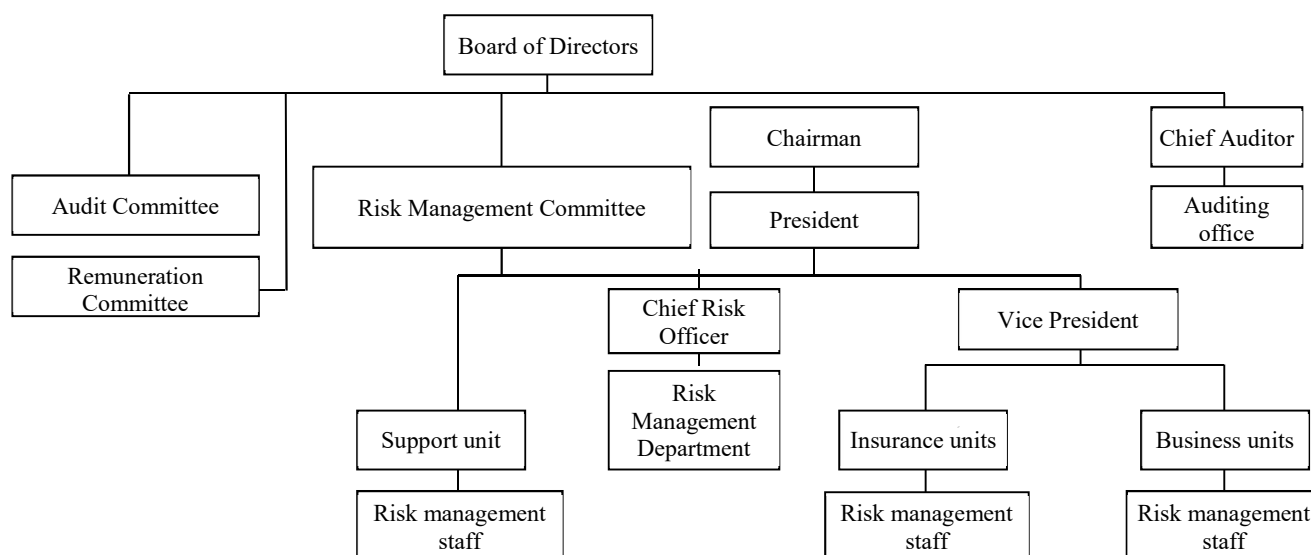 Board of Directors
Chairman
Chief Auditor
Audit Committee
Risk Management Committee
President
Auditing
office
Remuneration
Committee
Chief Risk
Officer
Vice President
Risk
Management
Department
Support unit
Insurance units
Business units
Risk management
staff
Risk management
staff
Risk management
staff